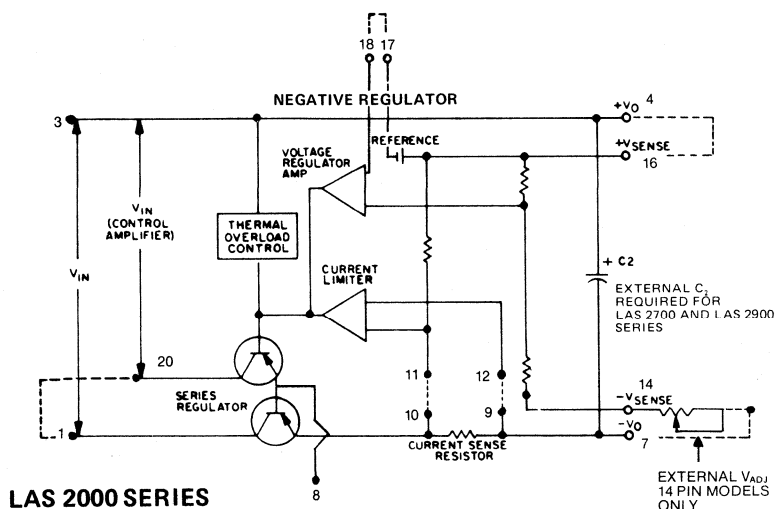 18 17
NEGATIVE REGULATOR
+VO 4
3
REFERENCE
+VSENSE
16
VOLTAGE
REGULATOR
AMP
VIN
(CONTROL
AMPLIFIER)
THERMAL
OVERLOAD
CONTROL
VIN
+ C2
CURRENT
LIMITER
EXTERNAL C2
REQUIRED FOR
LAS 2700 AND LAS 2900
SERIES
20
11
12
14
-VSENSE
SERIES
REGULATOR
10
9
1
-VO
7
CURRENT SENSE
RESISTOR
8
EXTERNAL VADJ
14 PIN MODELS
ONLY
LAS 2000 SERIES